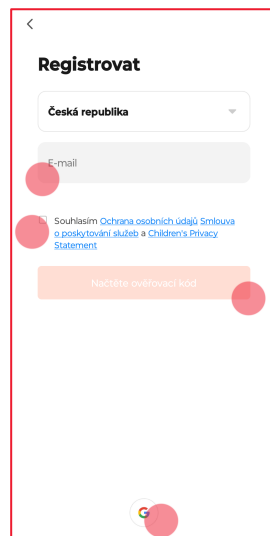 Registrovat
Česká republika
E-mail
Souhlasím Ochrana osobních údajů Smlouva
o poskytování služeb a Children's Privacy
Statement
Načtěte ověřovací kód